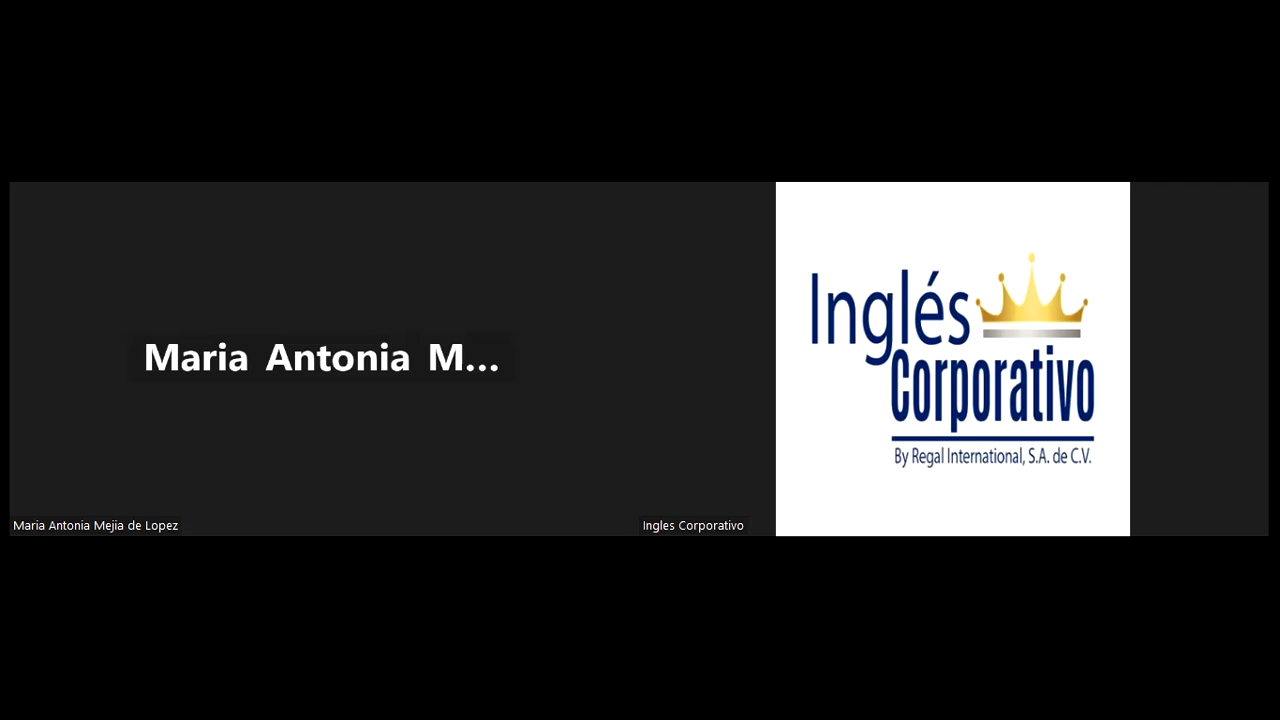 Maria Antonia M...
Maria Antonia Mejia de Lopez
Inglés
Corporativo
By Regal International, S.A. de C.V.
Ingles Corporativo